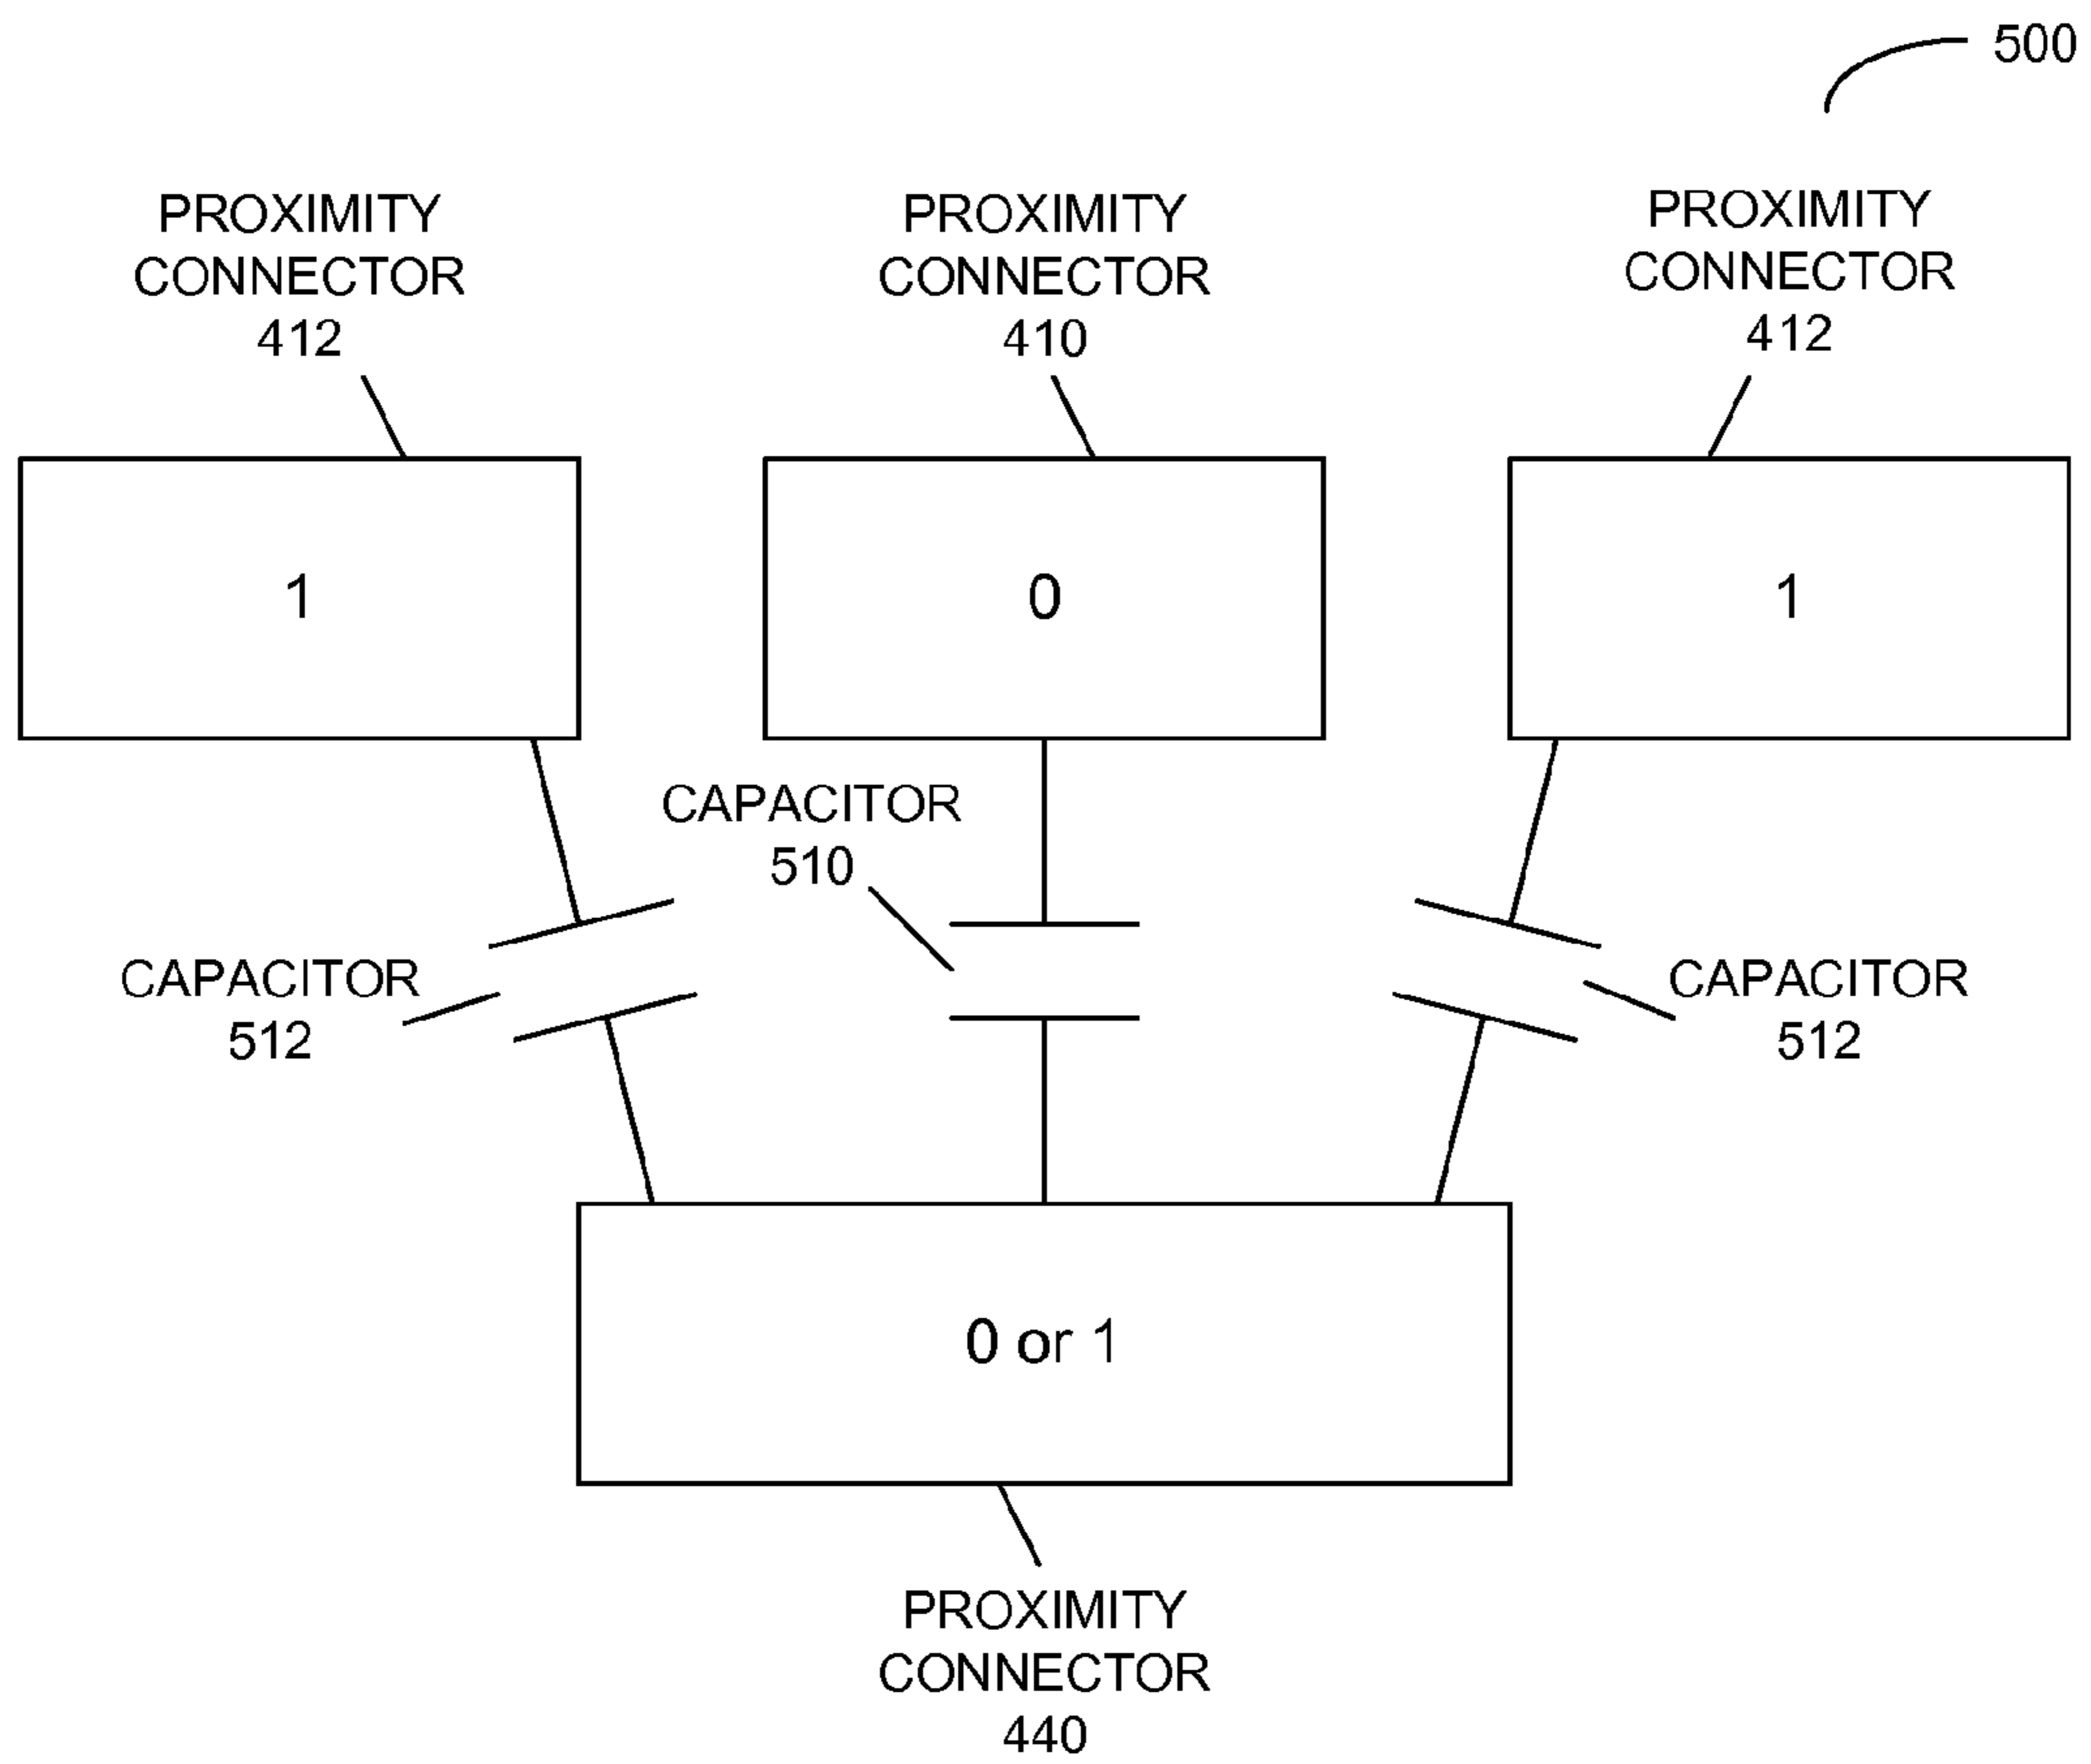 500
PROXIMITY
CONNECTOR
412
PROXIMITY
CONNECTOR
410
PROXIMITY
CONNECTOR
412
1
0
1
CAPACITOR
510
CAPACITOR
512
CAPACITOR
512
0 or 1
PROXIMITY
CONNECTOR
440